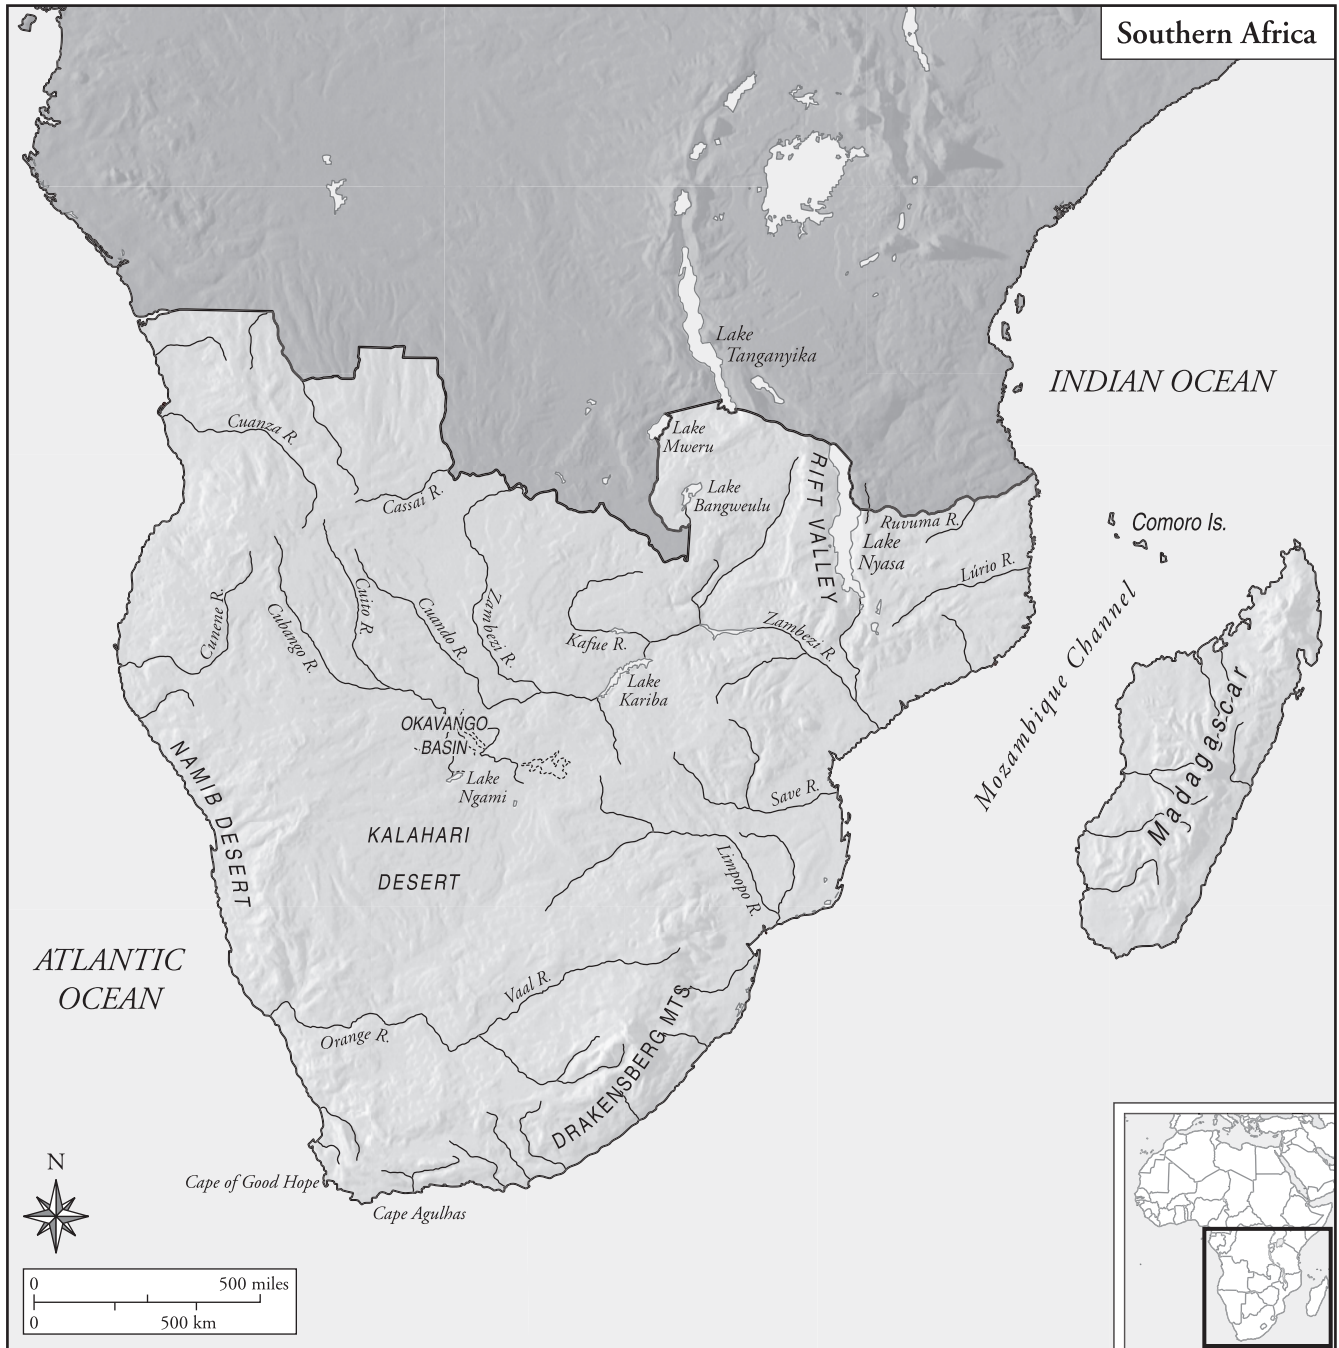 Southern Africa
Lake
Tanganyika
INDIAN OCEAN
Lake
Mweru
Cuanza R.
RIFT VALLEY
Lake
Bangweulu
Cassai R.
Ruvuma R.
Comoro Is.
Lake
Nyasa
Lúrio R.
Cunene R.
Cubango R.
Cuito R.
Cuando R.
Zambezi R.
Kafue R.
Zambezi R.
Mozambique Channel
Lake
Kariba
Madagascar
OKAVANGO
BASIN
NAMIB DESERT
Lake
Ngami
Save R.
KALAHARI
DESERT
Limpopo R.
ATLANTIC
OCEAN
Vaal R.
Orange R.
DRAKENSBERG MTS.
N
Cape of Good Hope
Cape Agulhas
0 500 miles
0 500 km